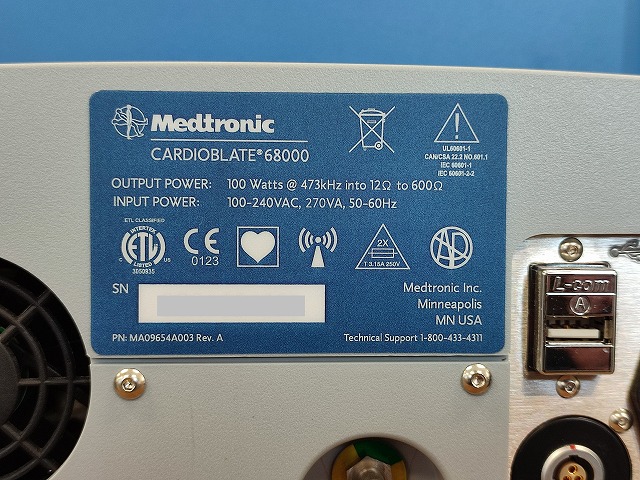 Medtronic
CARDIOBLATE® 68000
UL60601-1
CAN/CSA 22.2 NO.601.1
IEC 60601-1
IEC 60601-2-2
OUTPUT POWER: 100 Watts @ 473kHz into 12Ω to 600Ω
INPUT POWER: 100-240VAC, 270VA, 50-60Hz
ETL CLASSIFIED
INTERTEK
ETL
LISTED
C US
3050935
CE
0123
2X
T 3.15A 250V
SN
Medtronic Inc.
Minneapolis
MN USA
PN: MA09654A003 Rev. A
Technical Support 1-800-433-4311
L-com
A